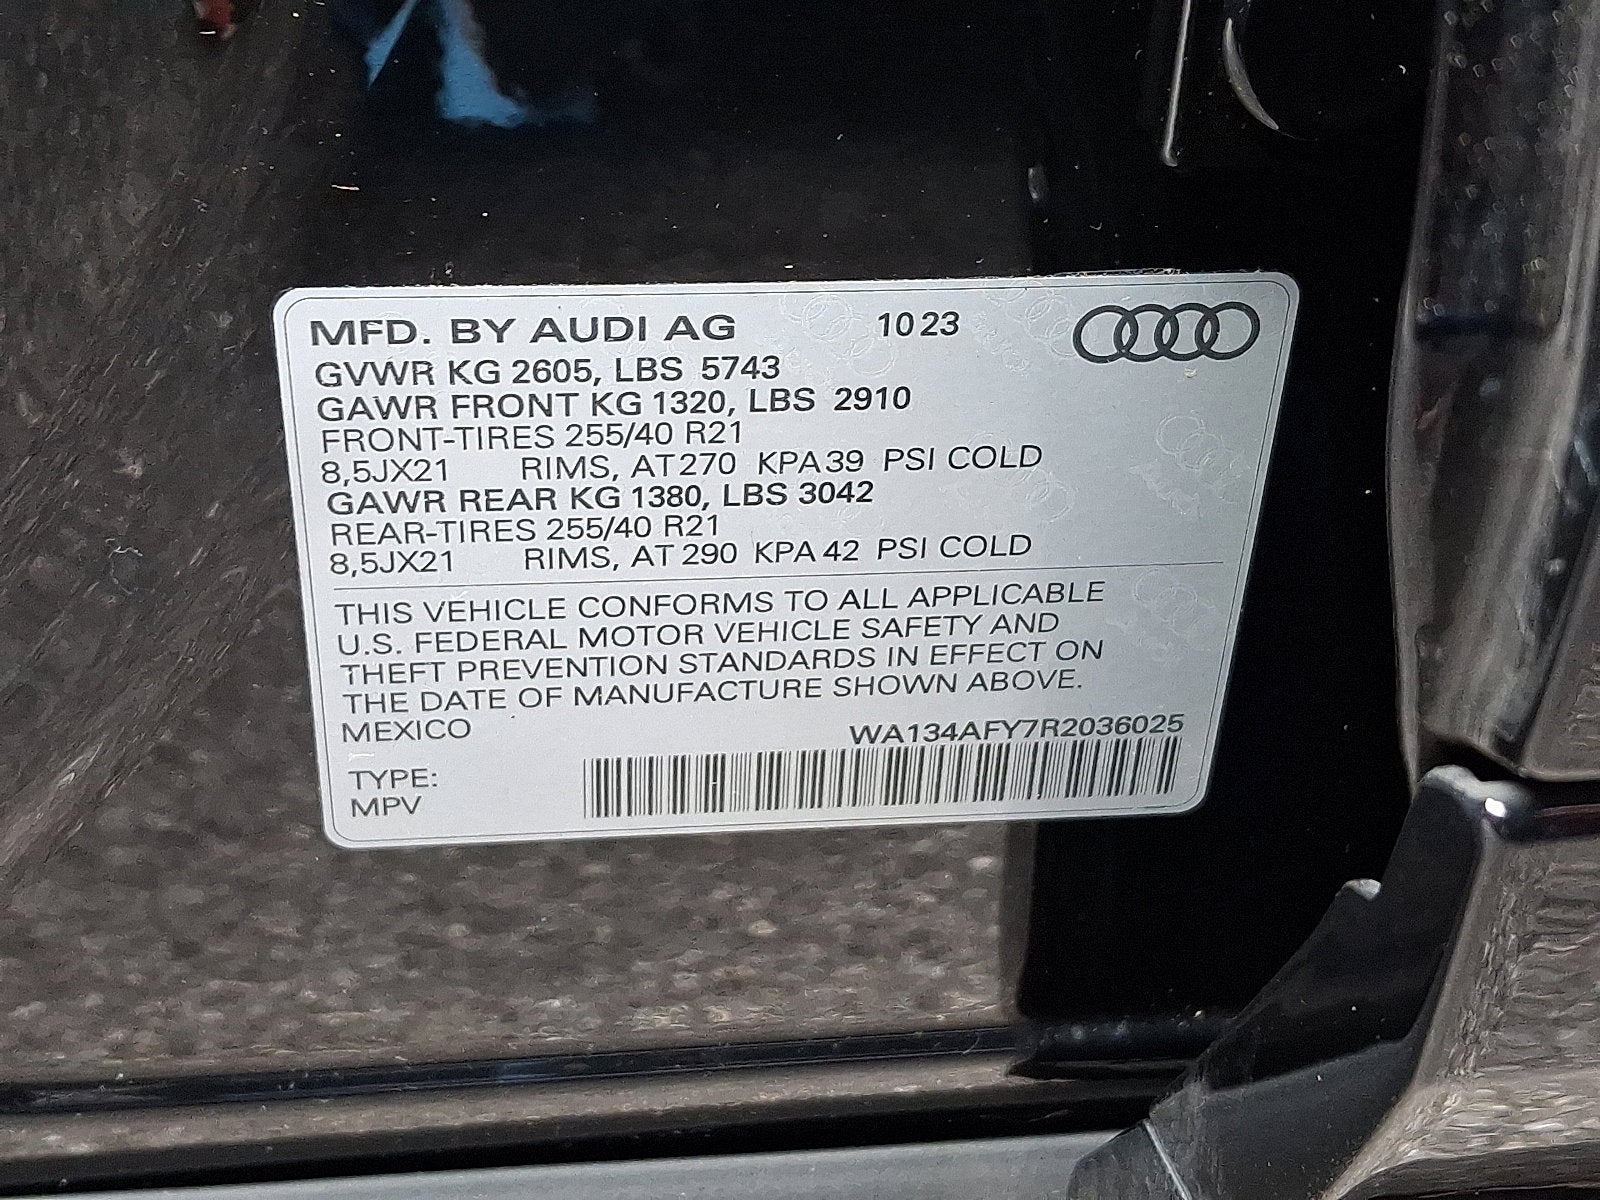 MFD. BY AUDI AG 10 23
GVWR KG 2605, LBS 5743
GAWR FRONT KG 1320, LBS 2910
FRONT-TIRES 255/40 R21
8,5JX21 RIMS, AT 270 KPA 39 PSI COLD
GAWR REAR KG 1380, LBS 3042
REAR-TIRES 255/40 R21
8,5JX21 RIMS, AT 290 KPA 42 PSI COLD
THIS VEHICLE CONFORMS TO ALL APPLICABLE
U.S. FEDERAL MOTOR VEHICLE SAFETY AND
THEFT PREVENTION STANDARDS IN EFFECT ON
THE DATE OF MANUFACTURE SHOWN ABOVE.
MEXICO WA134AFY7R2036025
TYPE:
MPV